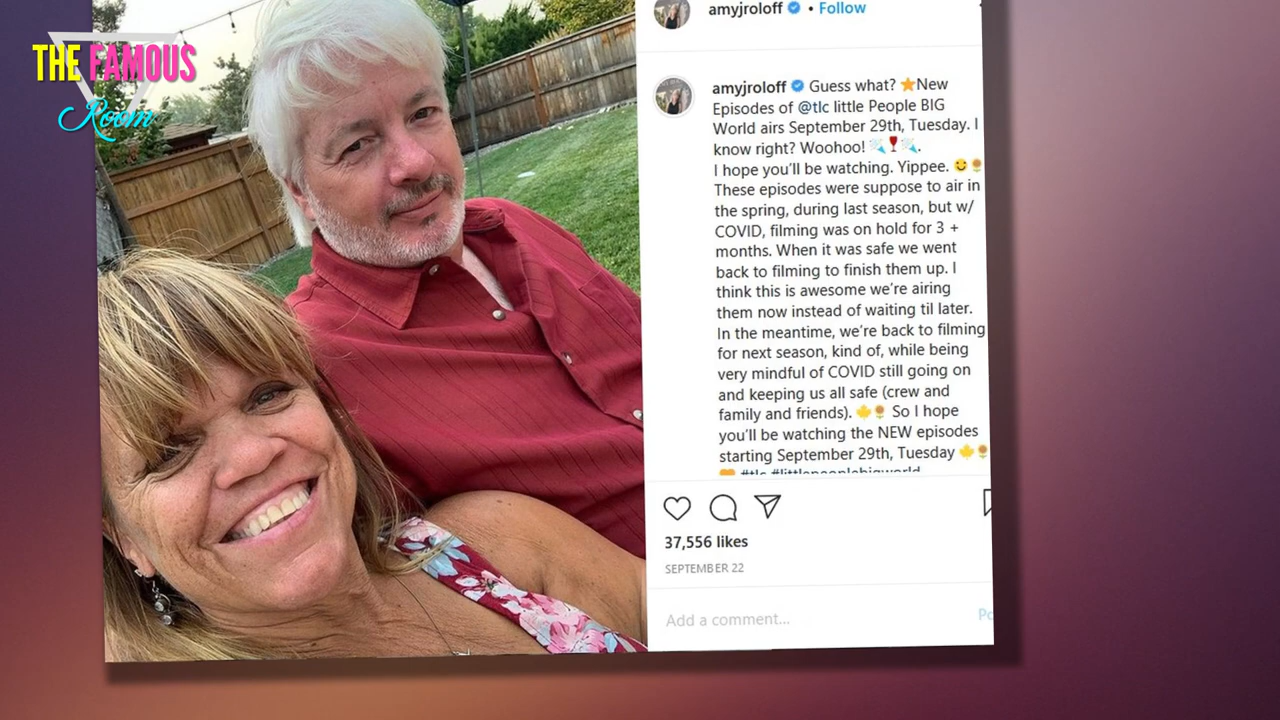 THE FAMOUS
Room
amyjroloff • Follow
amyjroloff Guess what? ⭐New
Episodes of @tlc little People BIG
World airs September 29th, Tuesday. I
know right? Woohoo! 🍾🍷🍾.
I hope you'll be watching. Yippee. 😃🌻
These episodes were suppose to air in
the spring, during last season, but w/
COVID, filming was on hold for 3 +
months. When it was safe we went
back to filming to finish them up. I
think this is awesome we're airing
them now instead of waiting til later.
In the meantime, we're back to filming
for next season, kind of, while being
very mindful of COVID still going on
and keeping us all safe (crew and
family and friends). 🍁🌻 So I hope
you'll be watching the NEW episodes
starting September 29th, Tuesday 🍁🌻
🧡 #tlc #littlepeoplebigworld
37,556 likes
SEPTEMBER 22
Add a comment...